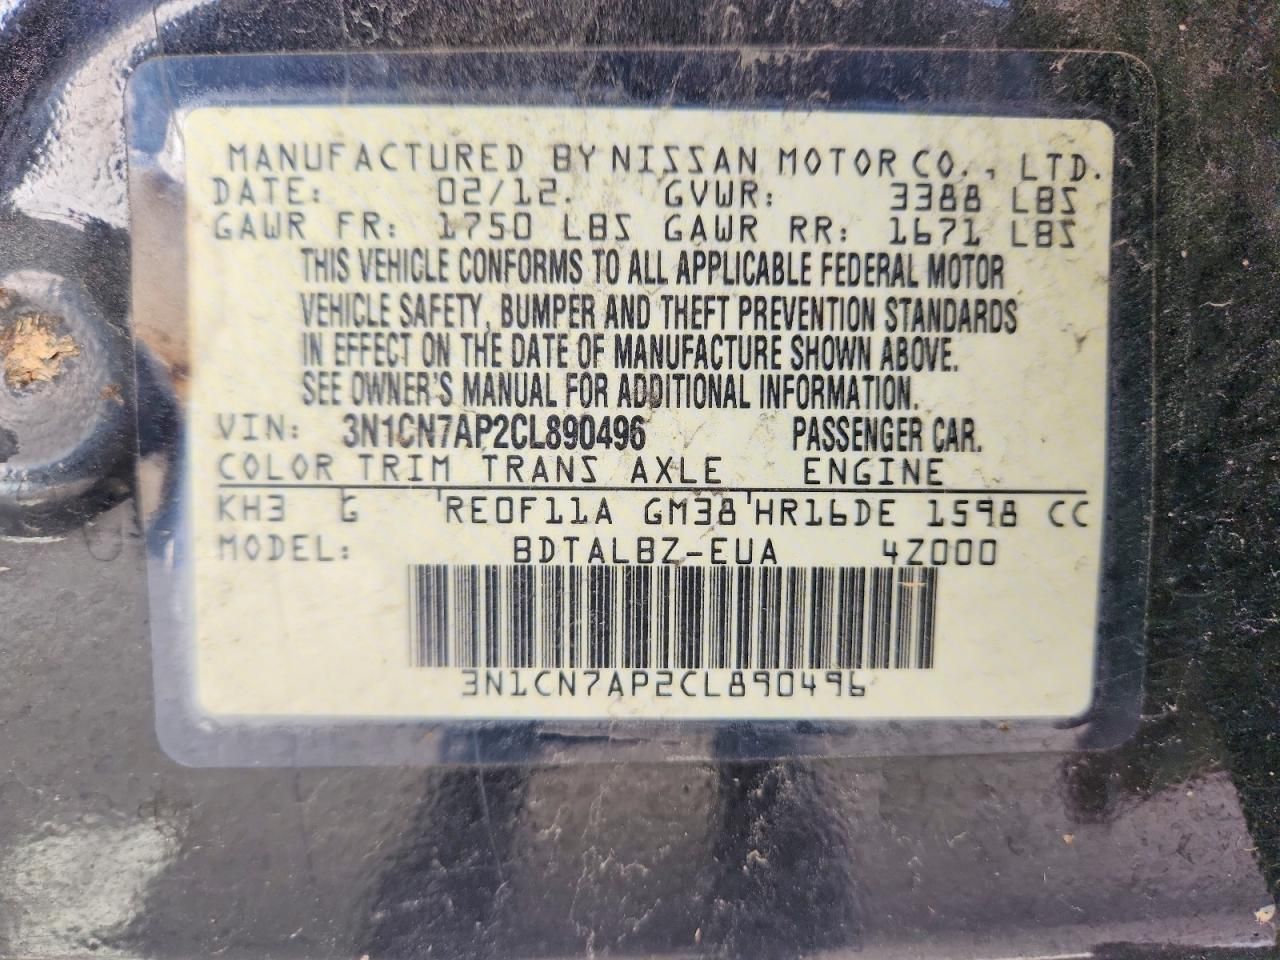 MANUFACTURED BY NISSAN MOTOR CO., LTD.
DATE: 02/12. GVWR: 3388 LBS
GAWR FR: 1750 LBS GAWR RR: 1671 LBS
THIS VEHICLE CONFORMS TO ALL APPLICABLE FEDERAL MOTOR
VEHICLE SAFETY, BUMPER AND THEFT PREVENTION STANDARDS
IN EFFECT ON THE DATE OF MANUFACTURE SHOWN ABOVE.
SEE OWNER'S MANUAL FOR ADDITIONAL INFORMATION.
VIN: 3N1CN7AP2CL890496 PASSENGER CAR.
COLOR TRIM TRANS AXLE ENGINE
KH3 G RE0F11A GM38 HR16DE 1598 CC
MODEL: BDTALBZ-EUA 4Z000
3N1CN7AP2CL890496